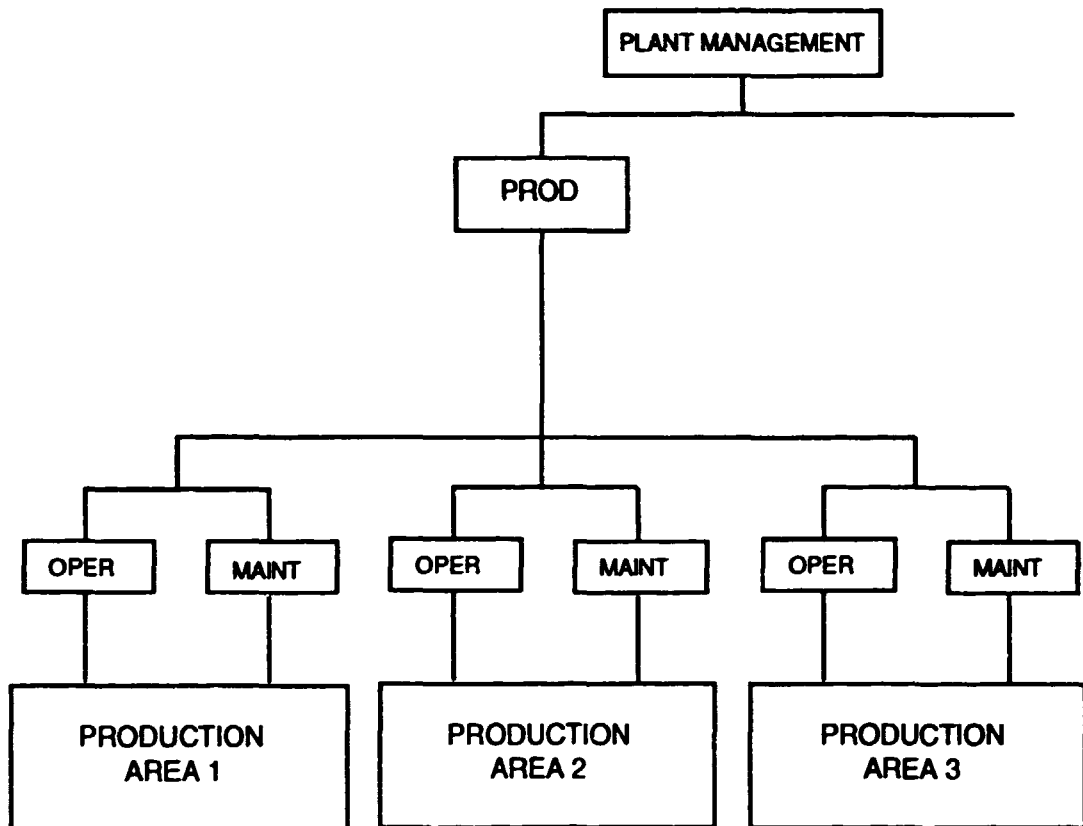 PLANT MANAGEMENT
PROD
OPER
MAINT
OPER
MAINT
OPER
MAINT
PRODUCTION
AREA 1
PRODUCTION
AREA 2
PRODUCTION
AREA 3